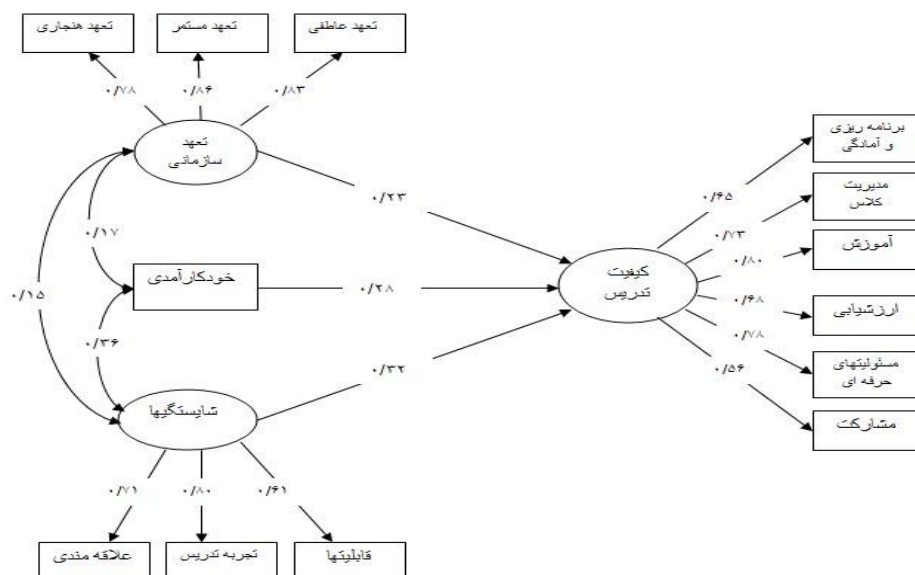 تعهد عاطفی
تعهد مستمر
تعهد هنجاری
۰/۸۳
۰/۸۶
۰/۷۸
تعهد
سازمانی
برنامه ریزی
و آمادگی
مدیریت
کلاس
آموزش
ارزشیابی
مسئولیتهای
حرفه ای
مشارکت
۰/۶۵
۰/۷۳
۰/۸۰
۰/۶۸
۰/۷۸
۰/۵۶
کیفیت
تدریس
۰/۲۳
۰/۲۸
۰/۳۲
خودکارآمدی
۰/۱۷
۰/۱۵
۰/۳۶
شایستگیها
۰/۶۱
۰/۸۰
۰/۷۱
قابلیتها
تجربه تدریس
علاقه مندی